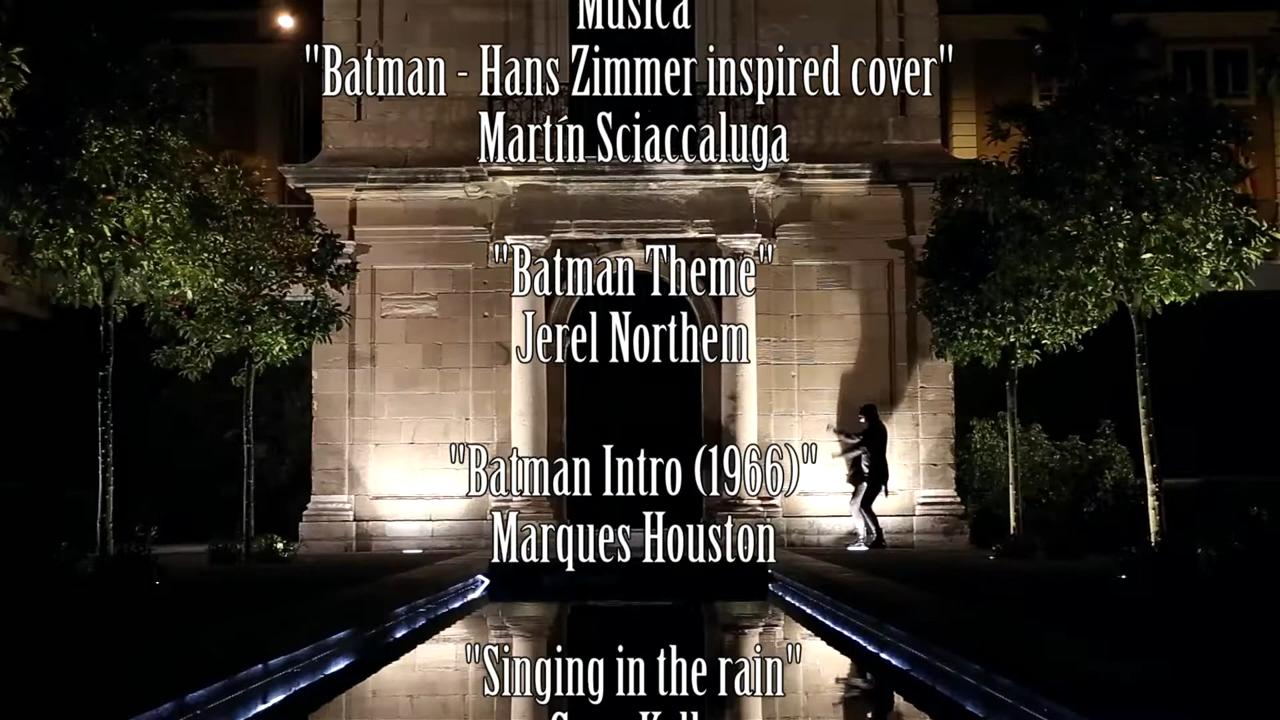 Música
"Batman - Hans Zimmer inspired cover"
Martín Sciaccaluga
"Batman Theme"
Jerel Northem
"Batman Intro (1966)"
Marques Houston
"Singing in the rain"